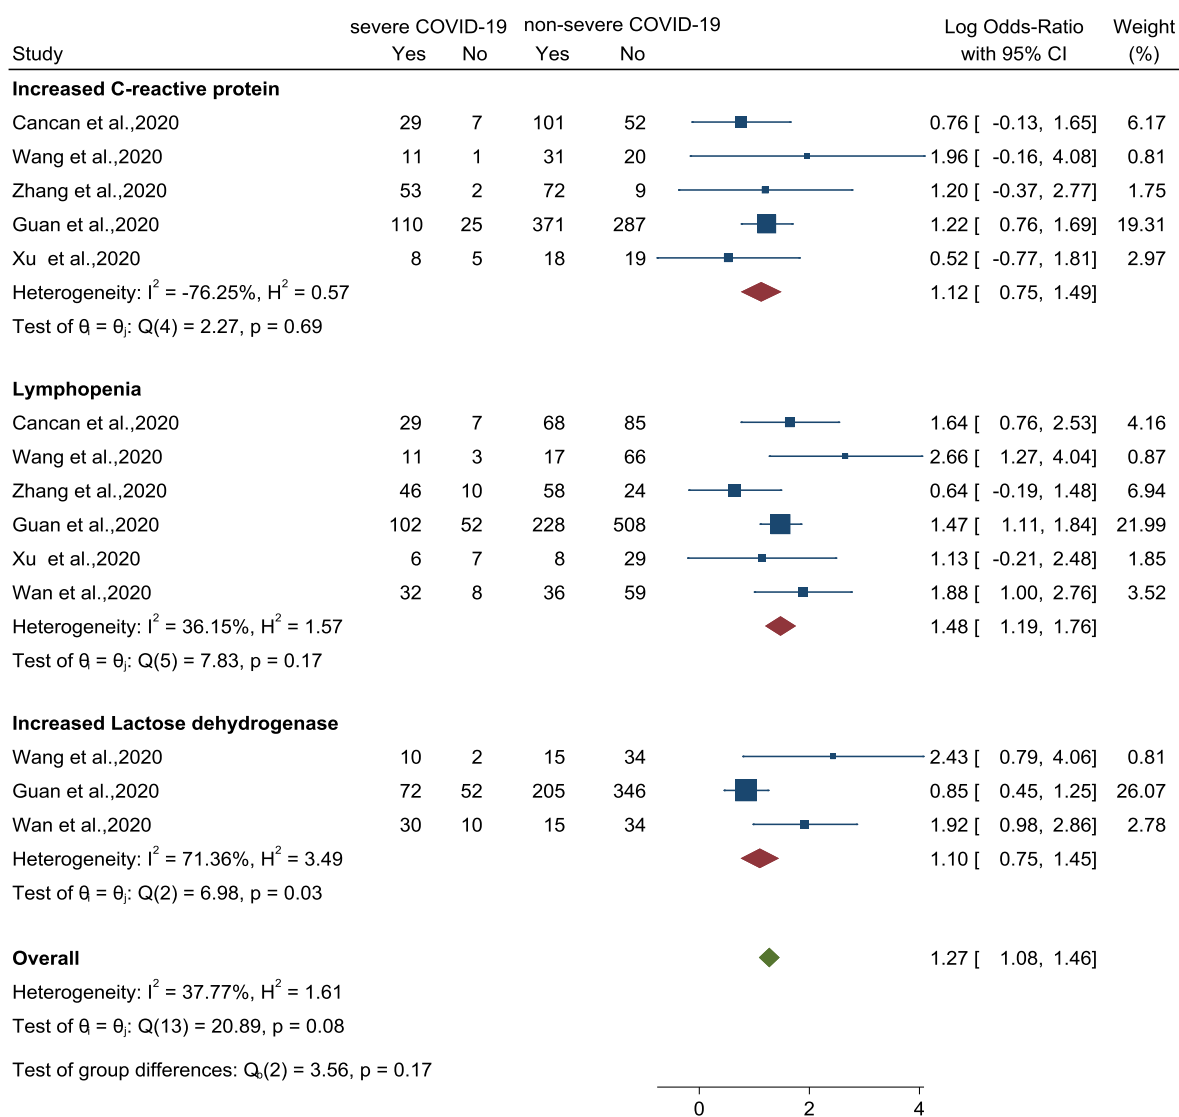 severe COVID-19 non-severe COVID-19 Log Odds-Ratio Weight
Study Yes No Yes No with 95% CI (%)
Increased C-reactive protein
Cancan et al.,2020 29 7 101 52 0.76 [ -0.13, 1.65] 6.17
Wang et al.,2020 11 1 31 20 1.96 [ -0.16, 4.08] 0.81
Zhang et al.,2020 53 2 72 9 1.20 [ -0.37, 2.77] 1.75
Guan et al.,2020 110 25 371 287 1.22 [ 0.76, 1.69] 19.31
Xu et al.,2020 8 5 18 19 0.52 [ -0.77, 1.81] 2.97
Heterogeneity: I² = -76.25%, H² = 0.57 1.12 [ 0.75, 1.49]
Test of θᵢ = θⱼ: Q(4) = 2.27, p = 0.69
Lymphopenia
Cancan et al.,2020 29 7 68 85 1.64 [ 0.76, 2.53] 4.16
Wang et al.,2020 11 3 17 66 2.66 [ 1.27, 4.04] 0.87
Zhang et al.,2020 46 10 58 24 0.64 [ -0.19, 1.48] 6.94
Guan et al.,2020 102 52 228 508 1.47 [ 1.11, 1.84] 21.99
Xu et al.,2020 6 7 8 29 1.13 [ -0.21, 2.48] 1.85
Wan et al.,2020 32 8 36 59 1.88 [ 1.00, 2.76] 3.52
Heterogeneity: I² = 36.15%, H² = 1.57 1.48 [ 1.19, 1.76]
Test of θᵢ = θⱼ: Q(5) = 7.83, p = 0.17
Increased Lactose dehydrogenase
Wang et al.,2020 10 2 15 34 2.43 [ 0.79, 4.06] 0.81
Guan et al.,2020 72 52 205 346 0.85 [ 0.45, 1.25] 26.07
Wan et al.,2020 30 10 15 34 1.92 [ 0.98, 2.86] 2.78
Heterogeneity: I² = 71.36%, H² = 3.49 1.10 [ 0.75, 1.45]
Test of θᵢ = θⱼ: Q(2) = 6.98, p = 0.03
Overall 1.27 [ 1.08, 1.46]
Heterogeneity: I² = 37.77%, H² = 1.61
Test of θᵢ = θⱼ: Q(13) = 20.89, p = 0.08
Test of group differences: Q_b(2) = 3.56, p = 0.17
0 2 4